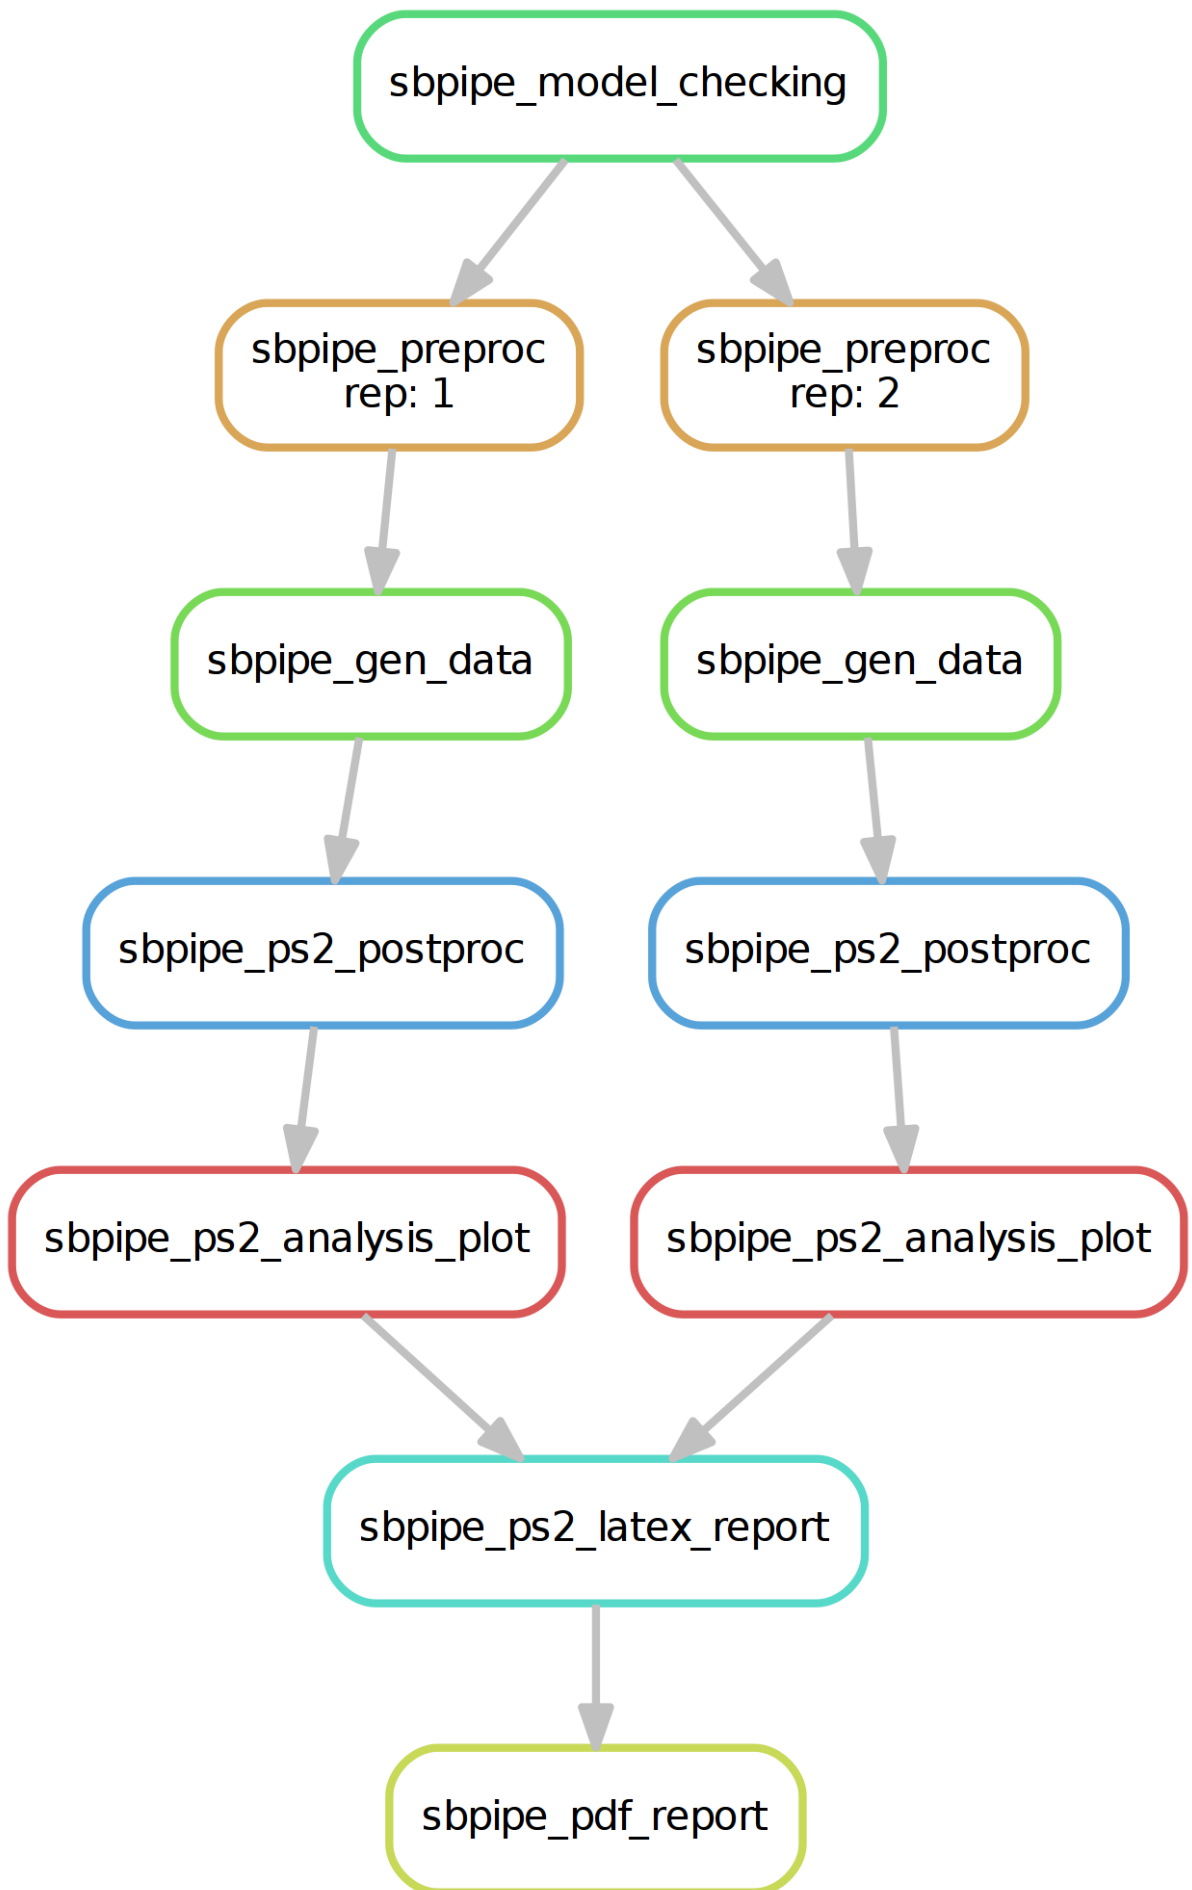 sbpipe_model_checking
sbpipe_preproc
rep: 1
sbpipe_preproc
rep: 2
sbpipe_gen_data
sbpipe_gen_data
sbpipe_ps2_postproc
sbpipe_ps2_postproc
sbpipe_ps2_analysis_plot
sbpipe_ps2_analysis_plot
sbpipe_ps2_latex_report
sbpipe_pdf_report